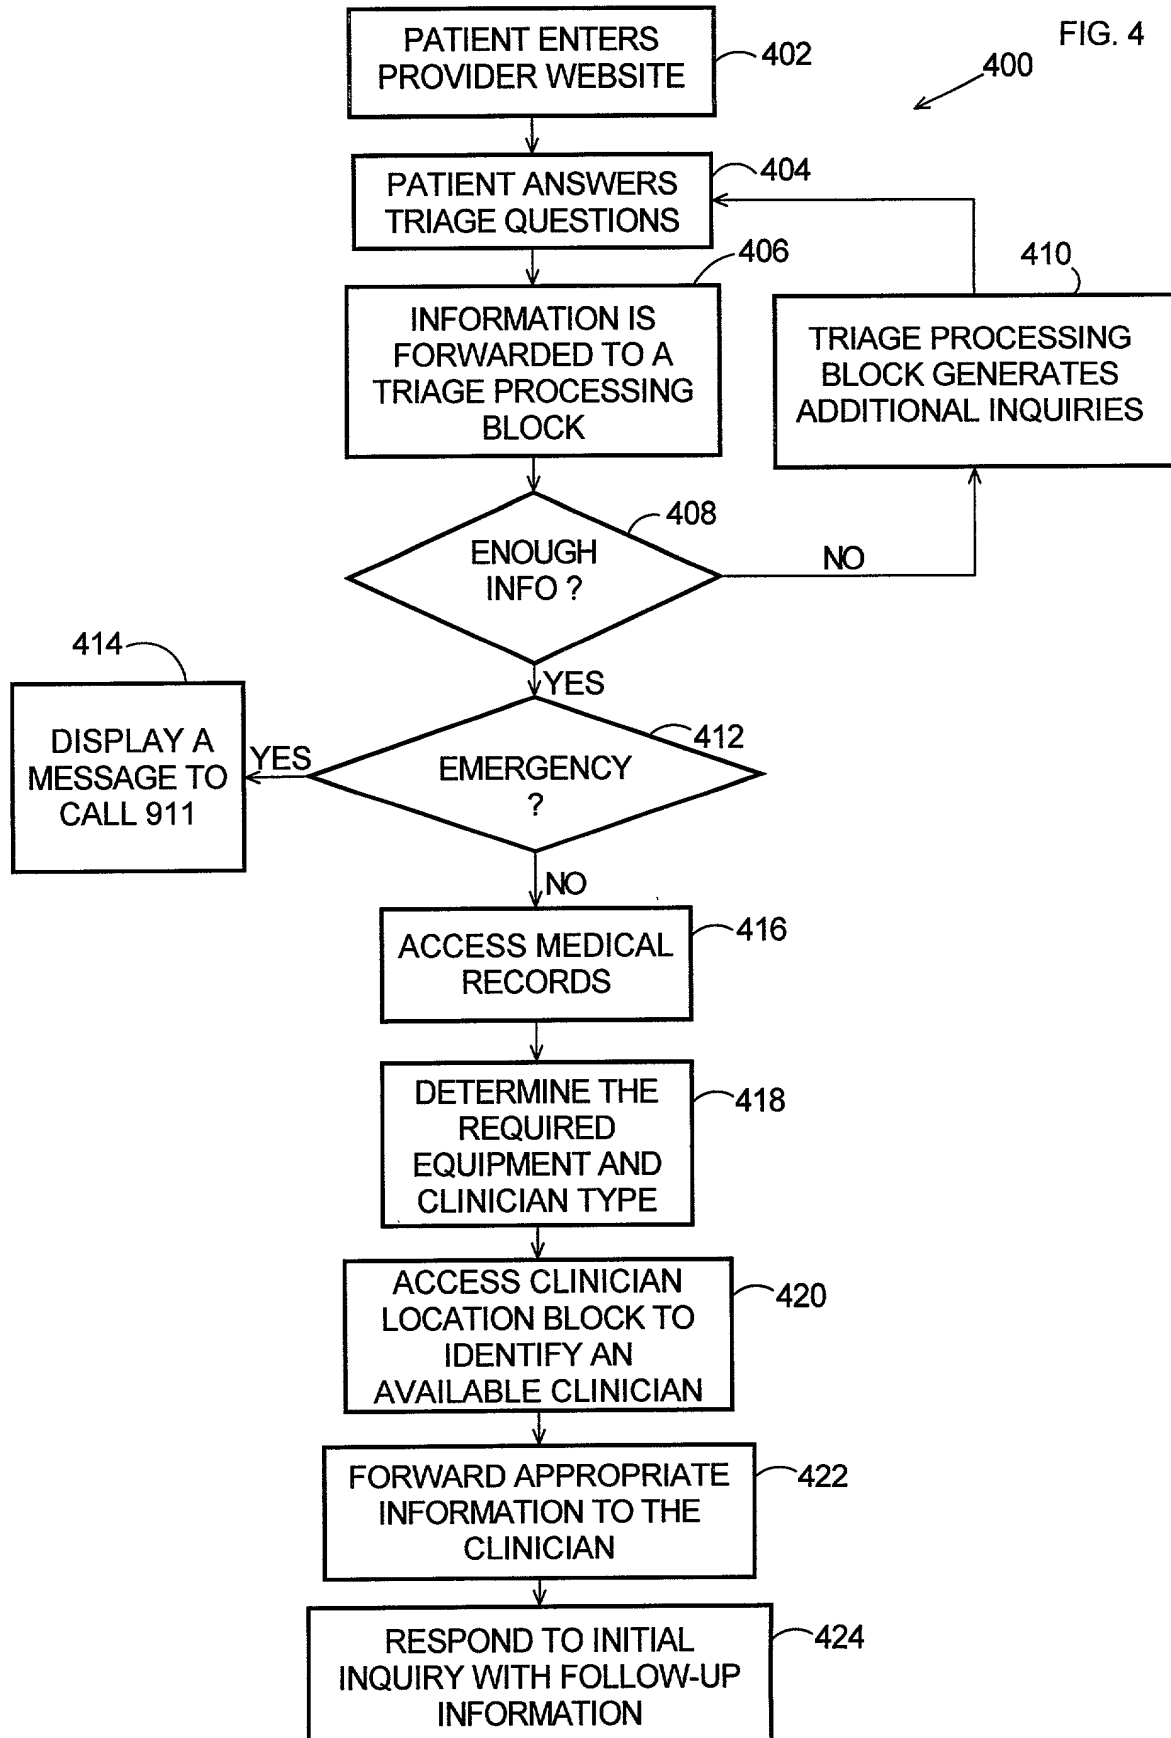 FIG. 4
400
PATIENT ENTERS
PROVIDER WEBSITE
402
PATIENT ANSWERS
TRIAGE QUESTIONS
404
INFORMATION IS
FORWARDED TO A
TRIAGE PROCESSING
BLOCK
406
TRIAGE PROCESSING
BLOCK GENERATES
ADDITIONAL INQUIRIES
410
ENOUGH
INFO ?
408
NO
YES
EMERGENCY
?
412
YES
DISPLAY A
MESSAGE TO
CALL 911
414
NO
ACCESS MEDICAL
RECORDS
416
DETERMINE THE
REQUIRED
EQUIPMENT AND
CLINICIAN TYPE
418
ACCESS CLINICIAN
LOCATION BLOCK TO
IDENTIFY AN
AVAILABLE CLINICIAN
420
FORWARD APPROPRIATE
INFORMATION TO THE
CLINICIAN
422
RESPOND TO INITIAL
INQUIRY WITH FOLLOW-UP
INFORMATION
424